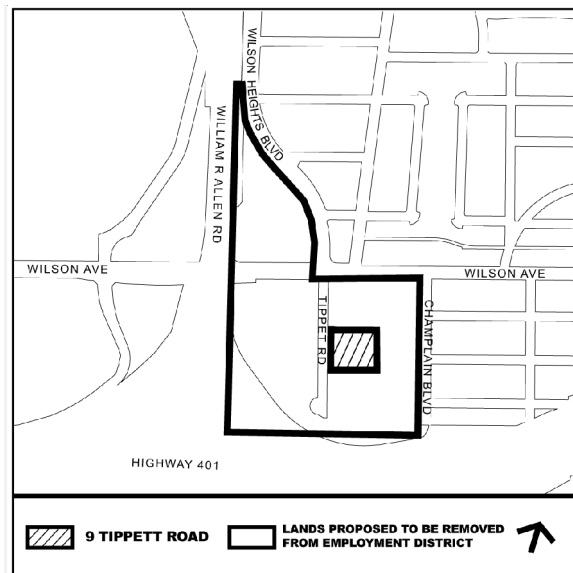 WILSON HEIGHTS BLVD
WILLIAM R ALLEN RD
WILSON AVE
WILSON AVE
TIPPET RD
CHAMPLAIN BLVD
HIGHWAY 401
9 TIPPETT ROAD
LANDS PROPOSED TO BE REMOVED
FROM EMPLOYMENT DISTRICT